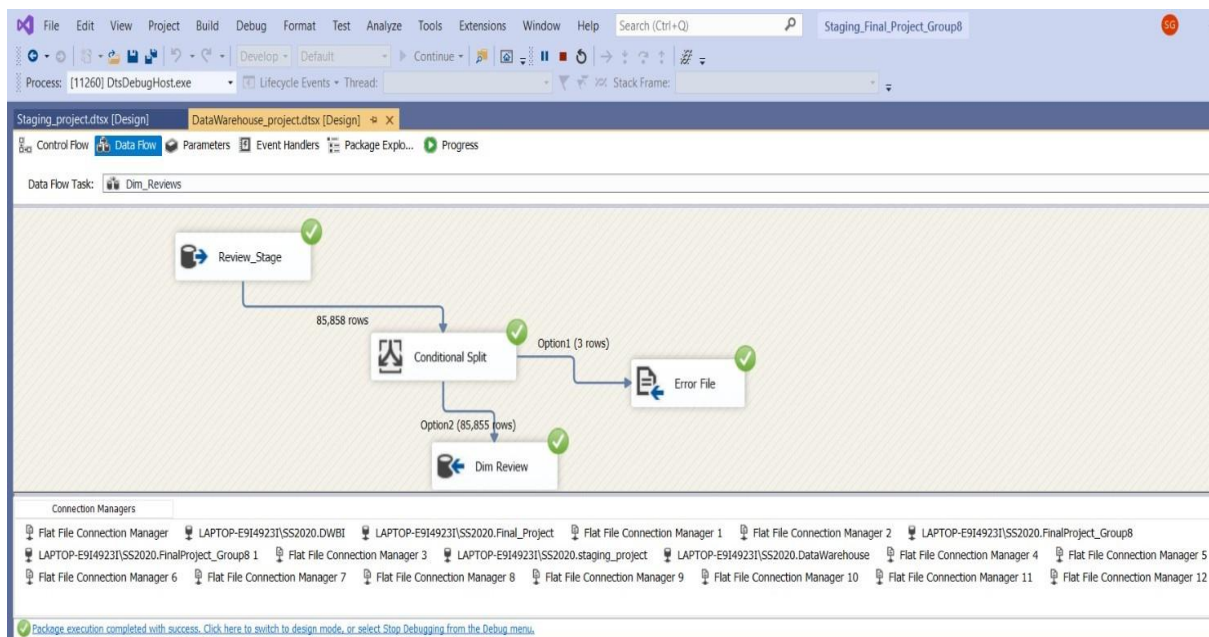 File Edit View Project Build Debug Format Test Analyze Tools Extensions Window Help Search (Ctrl+Q) Staging_Final_Project_Group8 SG
Develop Default Continue
Process: [11260] DtsDebugHost.exe Lifecycle Events Thread: Stack Frame:
Staging_project.dtsx [Design] DataWarehouse_project.dtsx [Design]
Control Flow Data Flow Parameters Event Handlers Package Explo... Progress
Data Flow Task: Dim_Reviews
Review_Stage
85,858 rows
Conditional Split
Option1 (3 rows)
Error File
Option2 (85,855 rows)
Dim Review
Connection Managers
Flat File Connection Manager LAPTOP-E9I4923I\SS2020.DWBI LAPTOP-E9I4923I\SS2020.Final_Project Flat File Connection Manager 1 Flat File Connection Manager 2 LAPTOP-E9I4923I\SS2020.FinalProject_Group8
LAPTOP-E9I4923I\SS2020.FinalProject_Group8 1 Flat File Connection Manager 3 LAPTOP-E9I4923I\SS2020.staging_project LAPTOP-E9I4923I\SS2020.DataWarehouse Flat File Connection Manager 4 Flat File Connection Manager 5
Flat File Connection Manager 6 Flat File Connection Manager 7 Flat File Connection Manager 8 Flat File Connection Manager 9 Flat File Connection Manager 10 Flat File Connection Manager 11 Flat File Connection Manager 12
Package execution completed with success. Click here to switch to design mode, or select Stop Debugging from the Debug menu.